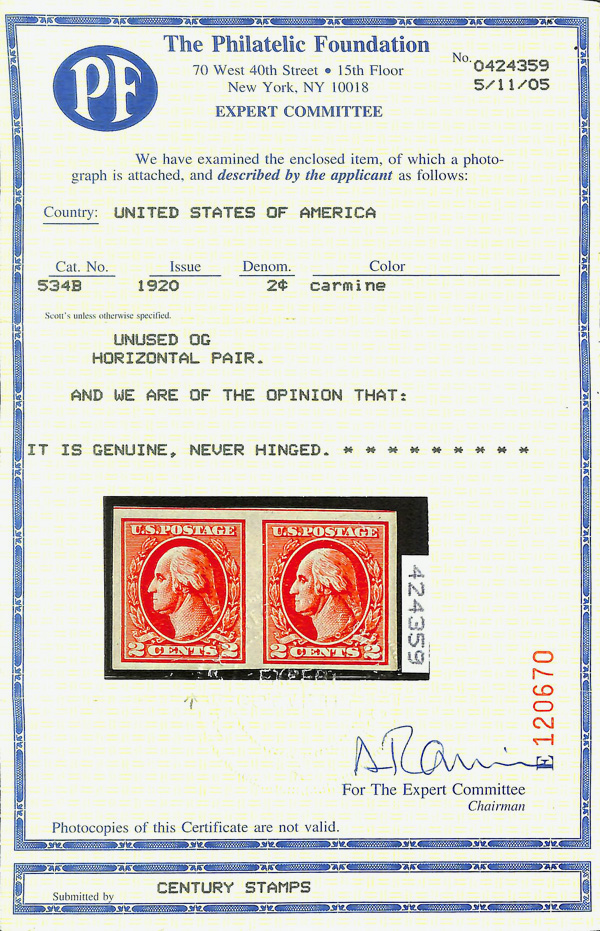 PF
The Philatelic Foundation
70 West 40th Street • 15th Floor
New York, NY 10018
EXPERT COMMITTEE
No. 0424359
5/11/05
We have examined the enclosed item, of which a photo-
graph is attached, and described by the applicant as follows:
Country: UNITED STATES OF AMERICA
Cat. No. Issue Denom. Color
534B 1920 2¢ carmine
Scott's unless otherwise specified.
UNUSED OG
HORIZONTAL PAIR.
AND WE ARE OF THE OPINION THAT:
IT IS GENUINE, NEVER HINGED. * * * * * * * * *
U.S. POSTAGE U.S. POSTAGE
2 CENTS 2 2 CENTS 2
424359
E 120670
For The Expert Committee
Chairman
Photocopies of this Certificate are not valid.
Submitted by CENTURY STAMPS